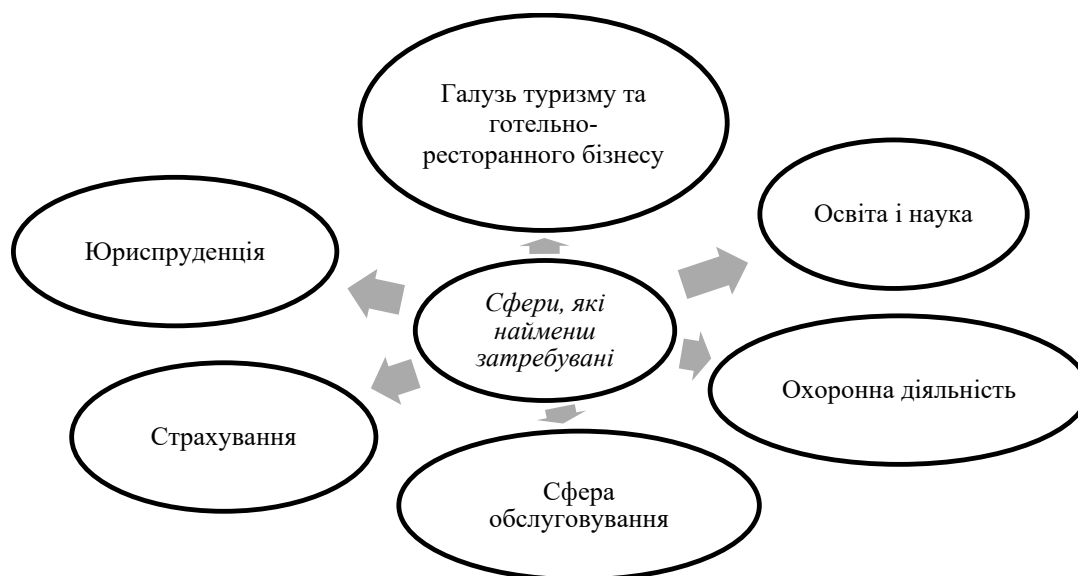 Галузь туризму та
готельно-
ресторанного бізнесу
Освіта і наука
Юриспруденція
Сфери, які
найменш
затребувані
Охоронна діяльність
Страхування
Сфера
обслуговування